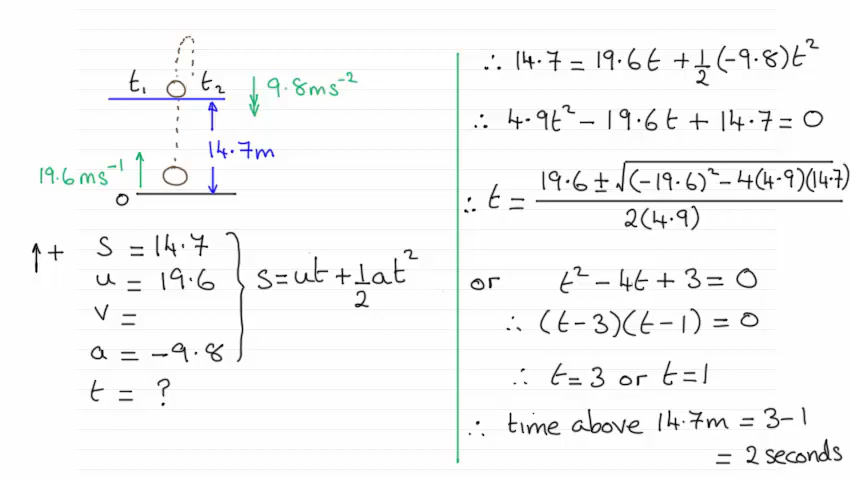 t₁ t₂
9.8ms⁻²
14.7m
19.6ms⁻¹
O
↑+ s = 14.7
u = 19.6
v =
a = -9.8
t = ?
s = ut + 1/2 at²
∴ 14.7 = 19.6t + 1/2 (-9.8)t²
∴ 4.9t² - 19.6t + 14.7 = 0
∴ t = (19.6 ± √((-19.6)² - 4(4.9)(14.7))) / 2(4.9)
or t² - 4t + 3 = 0
∴ (t-3)(t-1) = 0
∴ t = 3 or t = 1
∴ time above 14.7m = 3-1
= 2 seconds